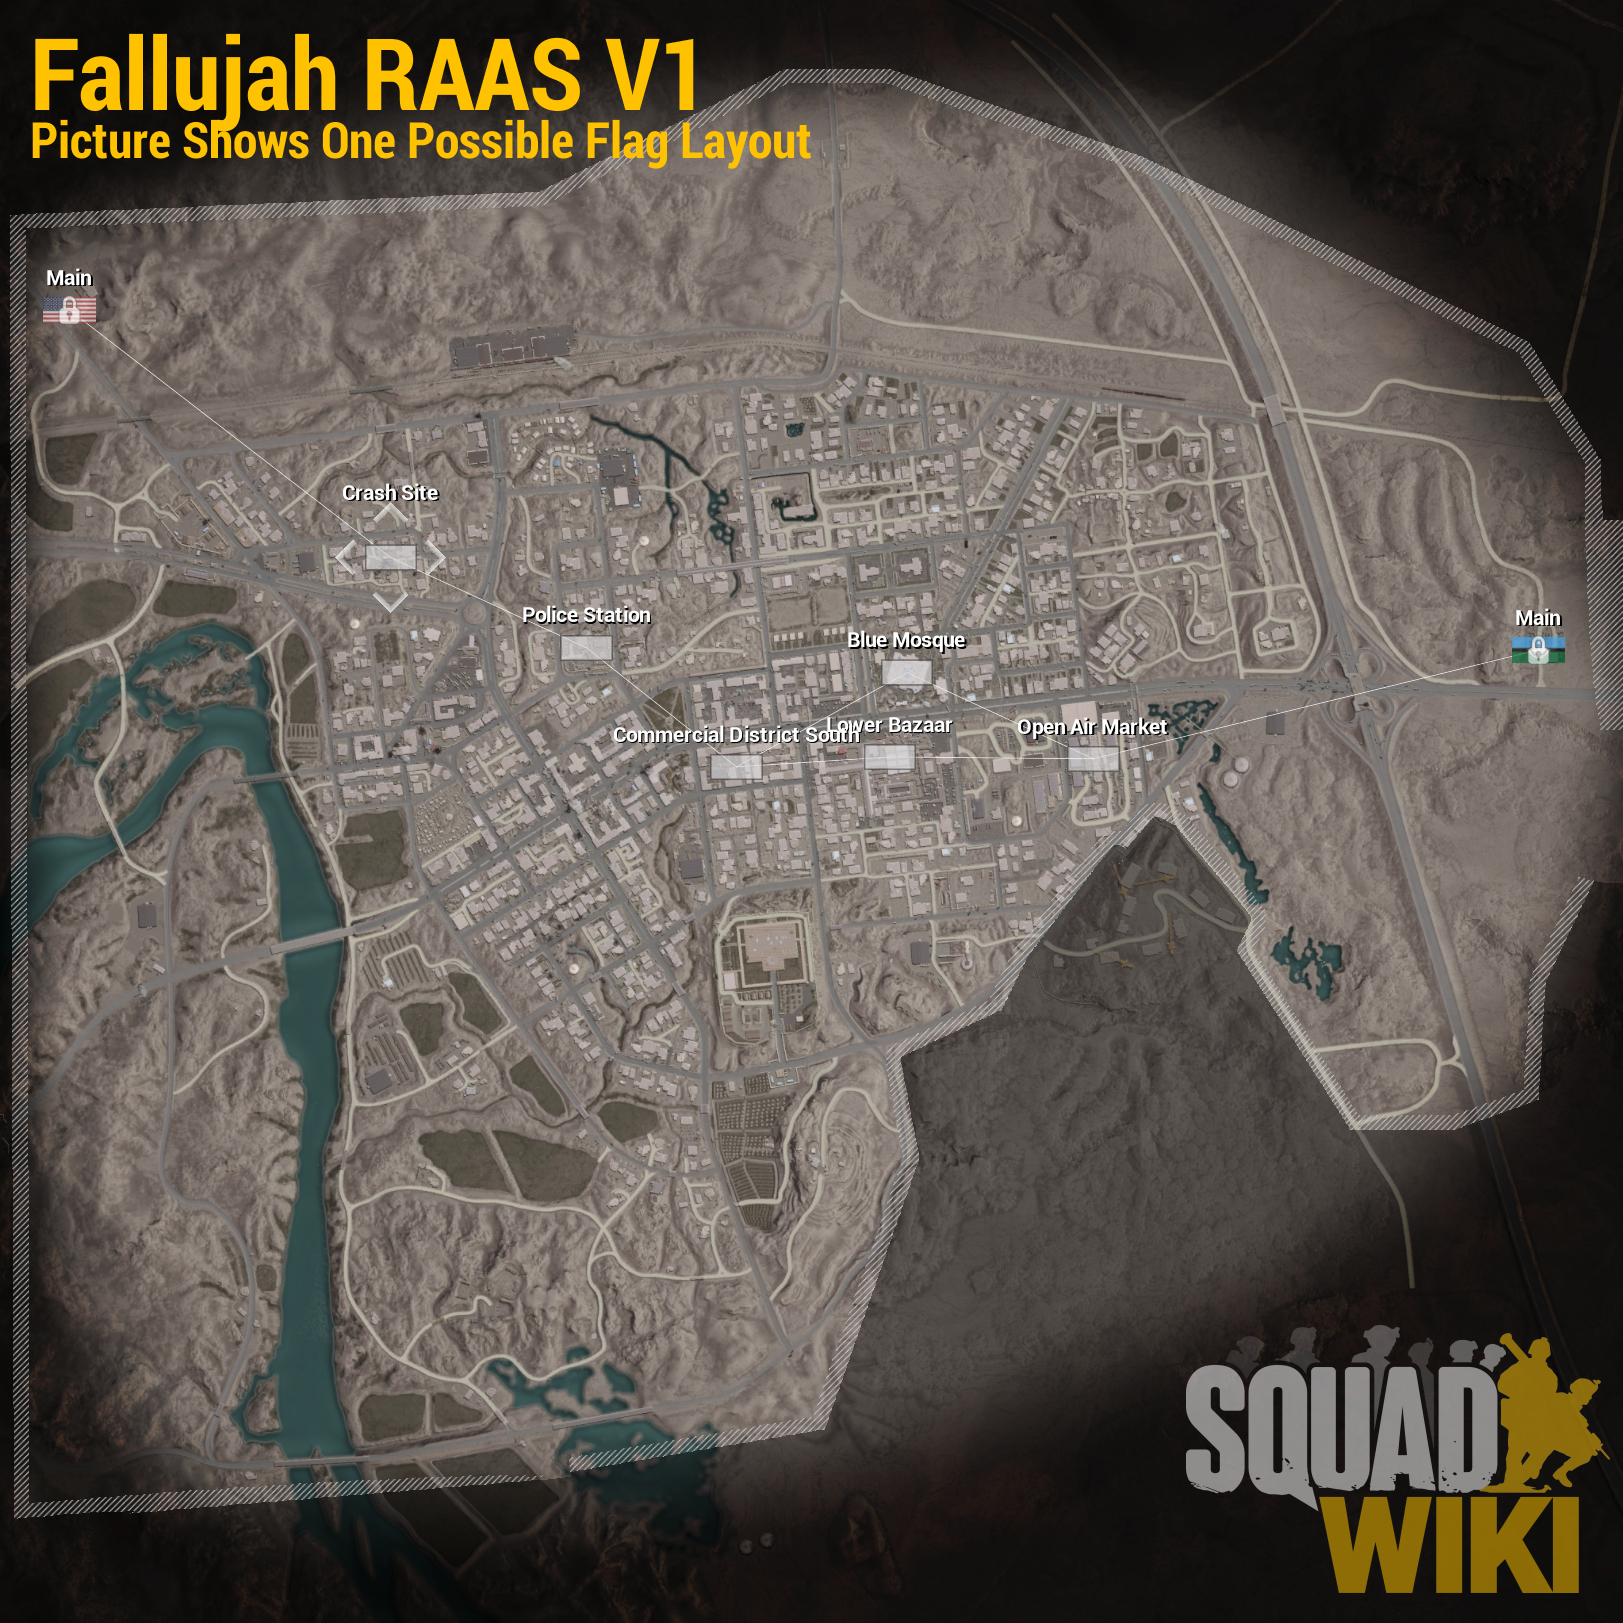 Fallujah RAAS V1
Picture Shows One Possible Flag Layout
Main
Crash Site
Police Station
Main
Blue Mosque
Commercial District South
Lower Bazaar
Open Air Market
SQUAD
WIKI